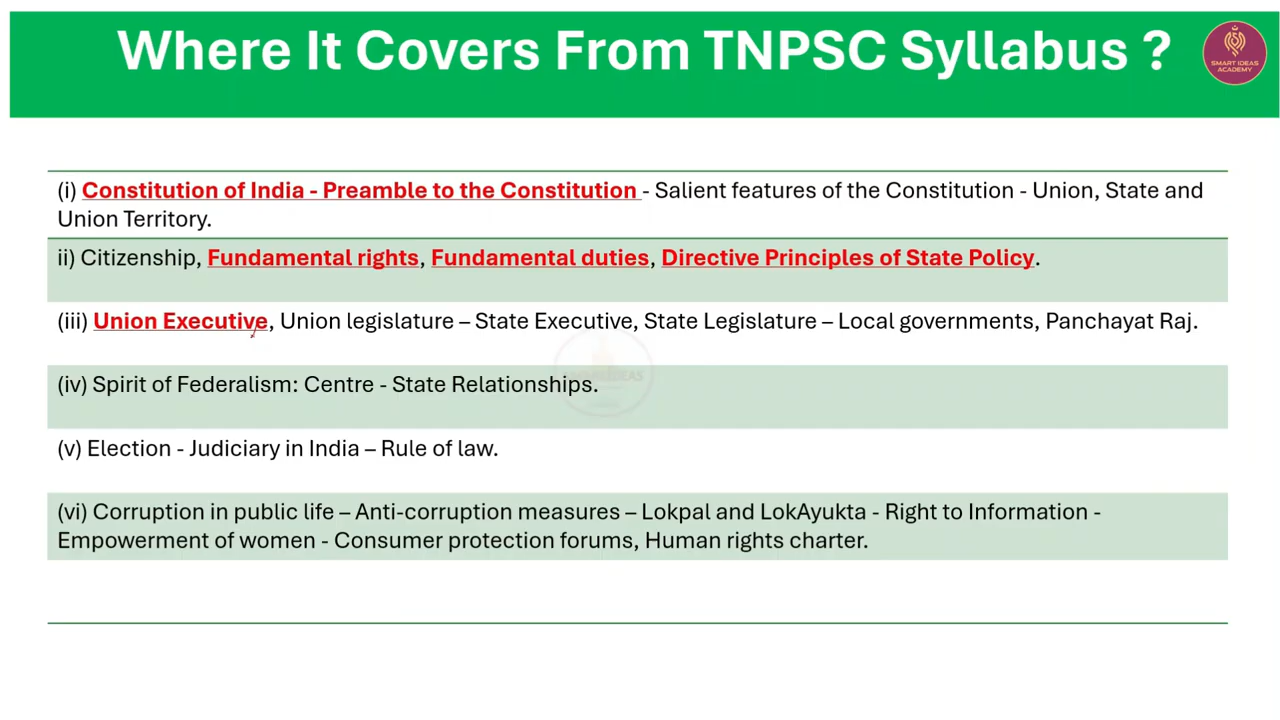 Where It Covers From TNPSC Syllabus ?
SMART IDEAS
ACADEMY
(i) Constitution of India - Preamble to the Constitution - Salient features of the Constitution - Union, State and
Union Territory.
ii) Citizenship, Fundamental rights, Fundamental duties, Directive Principles of State Policy.
(iii) Union Executive, Union legislature – State Executive, State Legislature – Local governments, Panchayat Raj.
(iv) Spirit of Federalism: Centre - State Relationships.
(v) Election - Judiciary in India – Rule of law.
(vi) Corruption in public life – Anti-corruption measures – Lokpal and LokAyukta - Right to Information -
Empowerment of women - Consumer protection forums, Human rights charter.